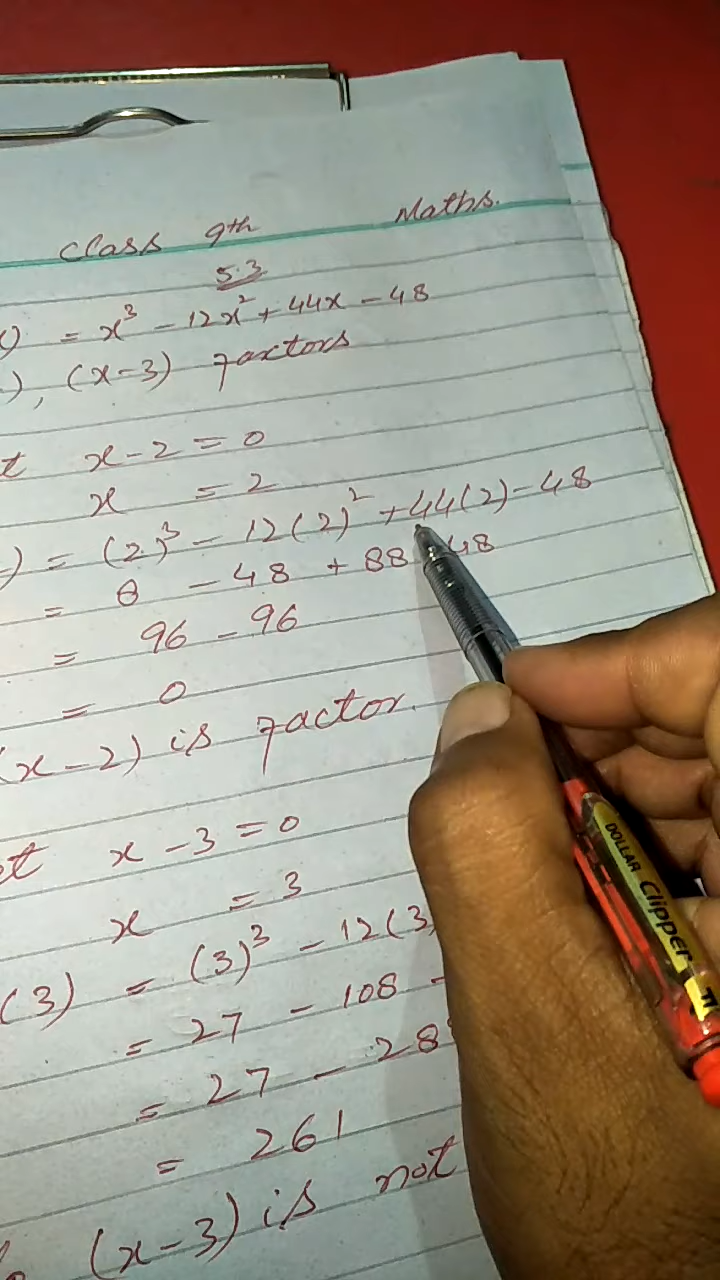 class 9th Maths.
5.3
) = x³ - 12x² + 44x - 48
), (x-3) factors
t x - 2 = 0
x = 2
) = (2)³ - 12(2)² + 44(2) - 48
= 8 - 48 + 88 48
= 96 - 96
= 0
(x-2) is factor.
et x - 3 = 0
x = 3
(3) = (3)³ - 12(3
= 27 - 108 -
= 27 - 28
= 261
(x-3) is not
DOLLAR Clipper